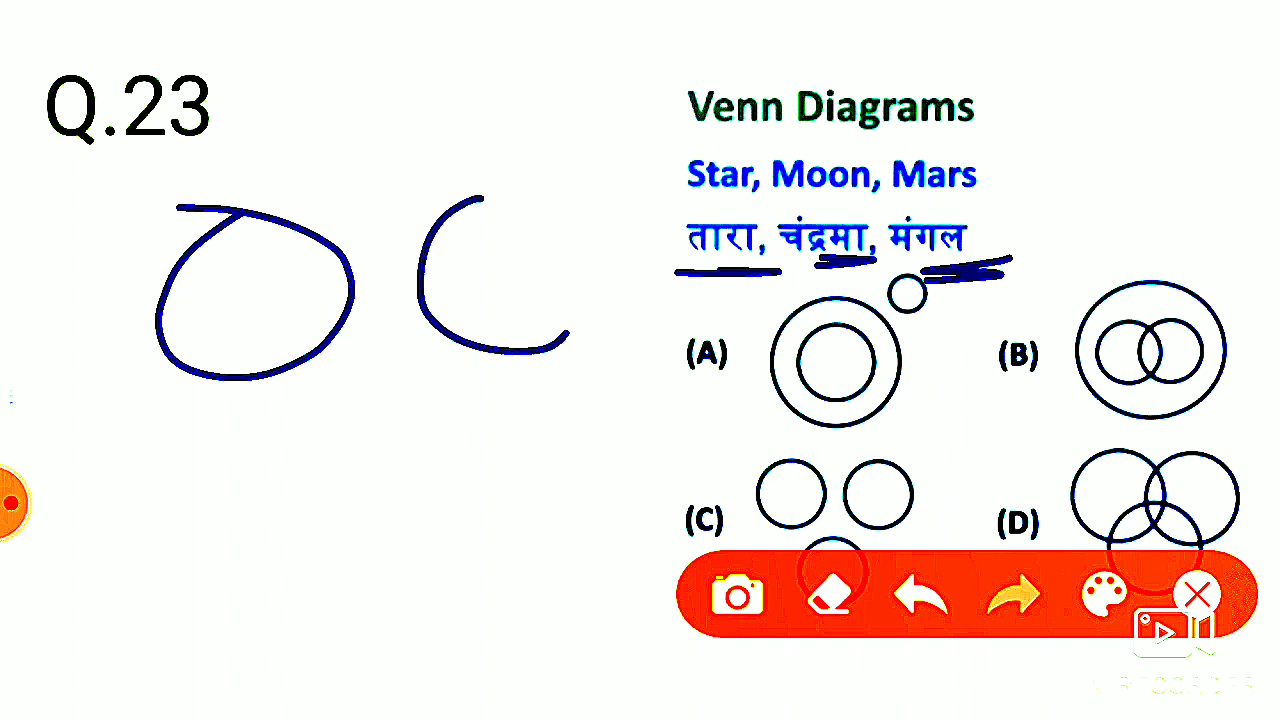 Q.23
Venn Diagrams
Star, Moon, Mars
तारा, चंद्रमा, मंगल
(A)
(B)
(C)
(D)